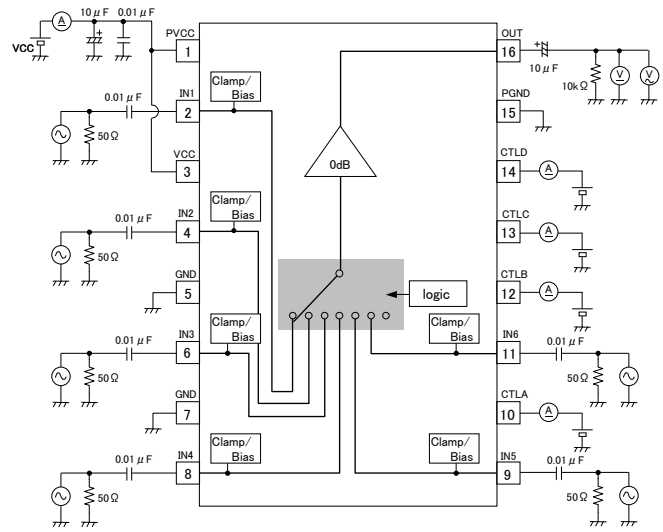 10μF 0.01μF
A
VCC
PVCC
1
0.01μF
IN1
2
50Ω
VCC
3
0.01μF
IN2
4
50Ω
GND
5
0.01μF
IN3
6
50Ω
GND
7
0.01μF
IN4
8
50Ω
Clamp/
Bias
Clamp/
Bias
Clamp/
Bias
Clamp/
Bias
0dB
logic
Clamp/
Bias
Clamp/
Bias
OUT
16
+
10μF
10kΩ
V
V
PGND
15
CTLD
14
A
CTLC
13
A
CTLB
12
A
IN6
11
0.01μF
50Ω
CTLA
10
A
IN5
9
0.01μF
50Ω